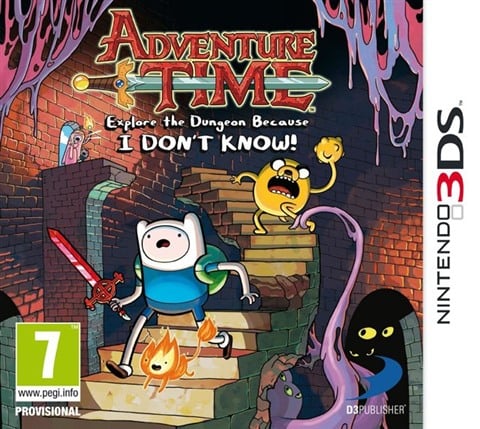 ADVENTURE
TIME
Explore the Dungeon Because
I DON'T KNOW!
NINTENDO 3DS
7
www.pegi.info
PROVISIONAL
D3PUBLISHER